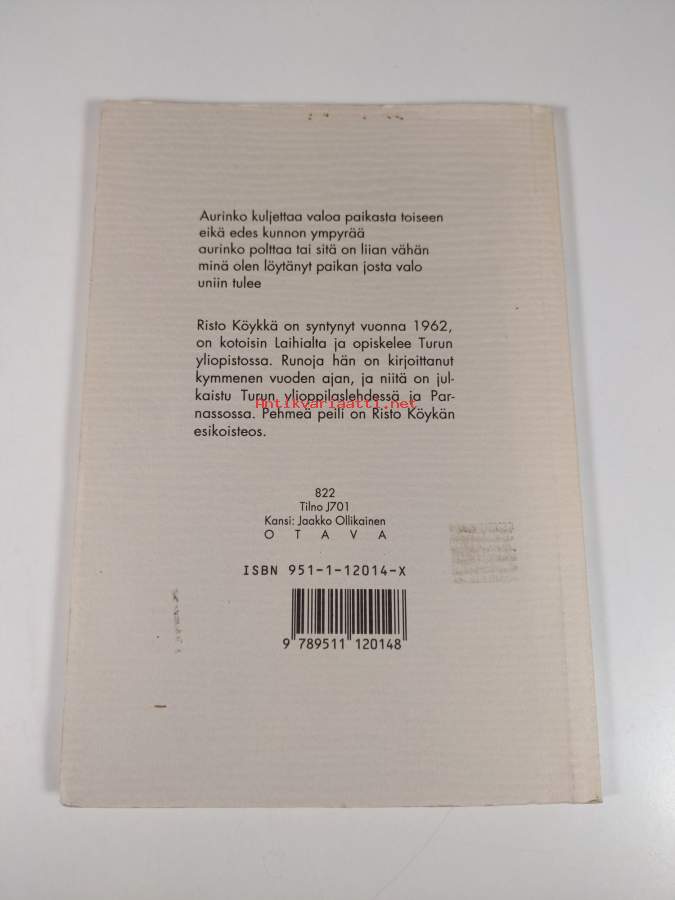 Aurinko kuljettaa valoa paikasta toiseen
eikä edes kunnon ympyrää
aurinko polttaa tai sitä on liian vähän
minä olen löytänyt paikan josta valo
uniin tulee
Risto Köykkä on syntynyt vuonna 1962,
on kotoisin Laihialta ja opiskelee Turun
yliopistossa. Runoja hän on kirjoittanut
kymmenen vuoden ajan, ja niitä on jul-
kaistu Turun ylioppilaslehdessä ja Par-
Antikvariaatti.net
nassossa. Pehmeä peili on Risto Köykän
esikoisteos.
822
Tilno J701
Kansi: Jaakko Ollikainen
OTAVA
ISBN 951-1-12014-X
9 789511 120148